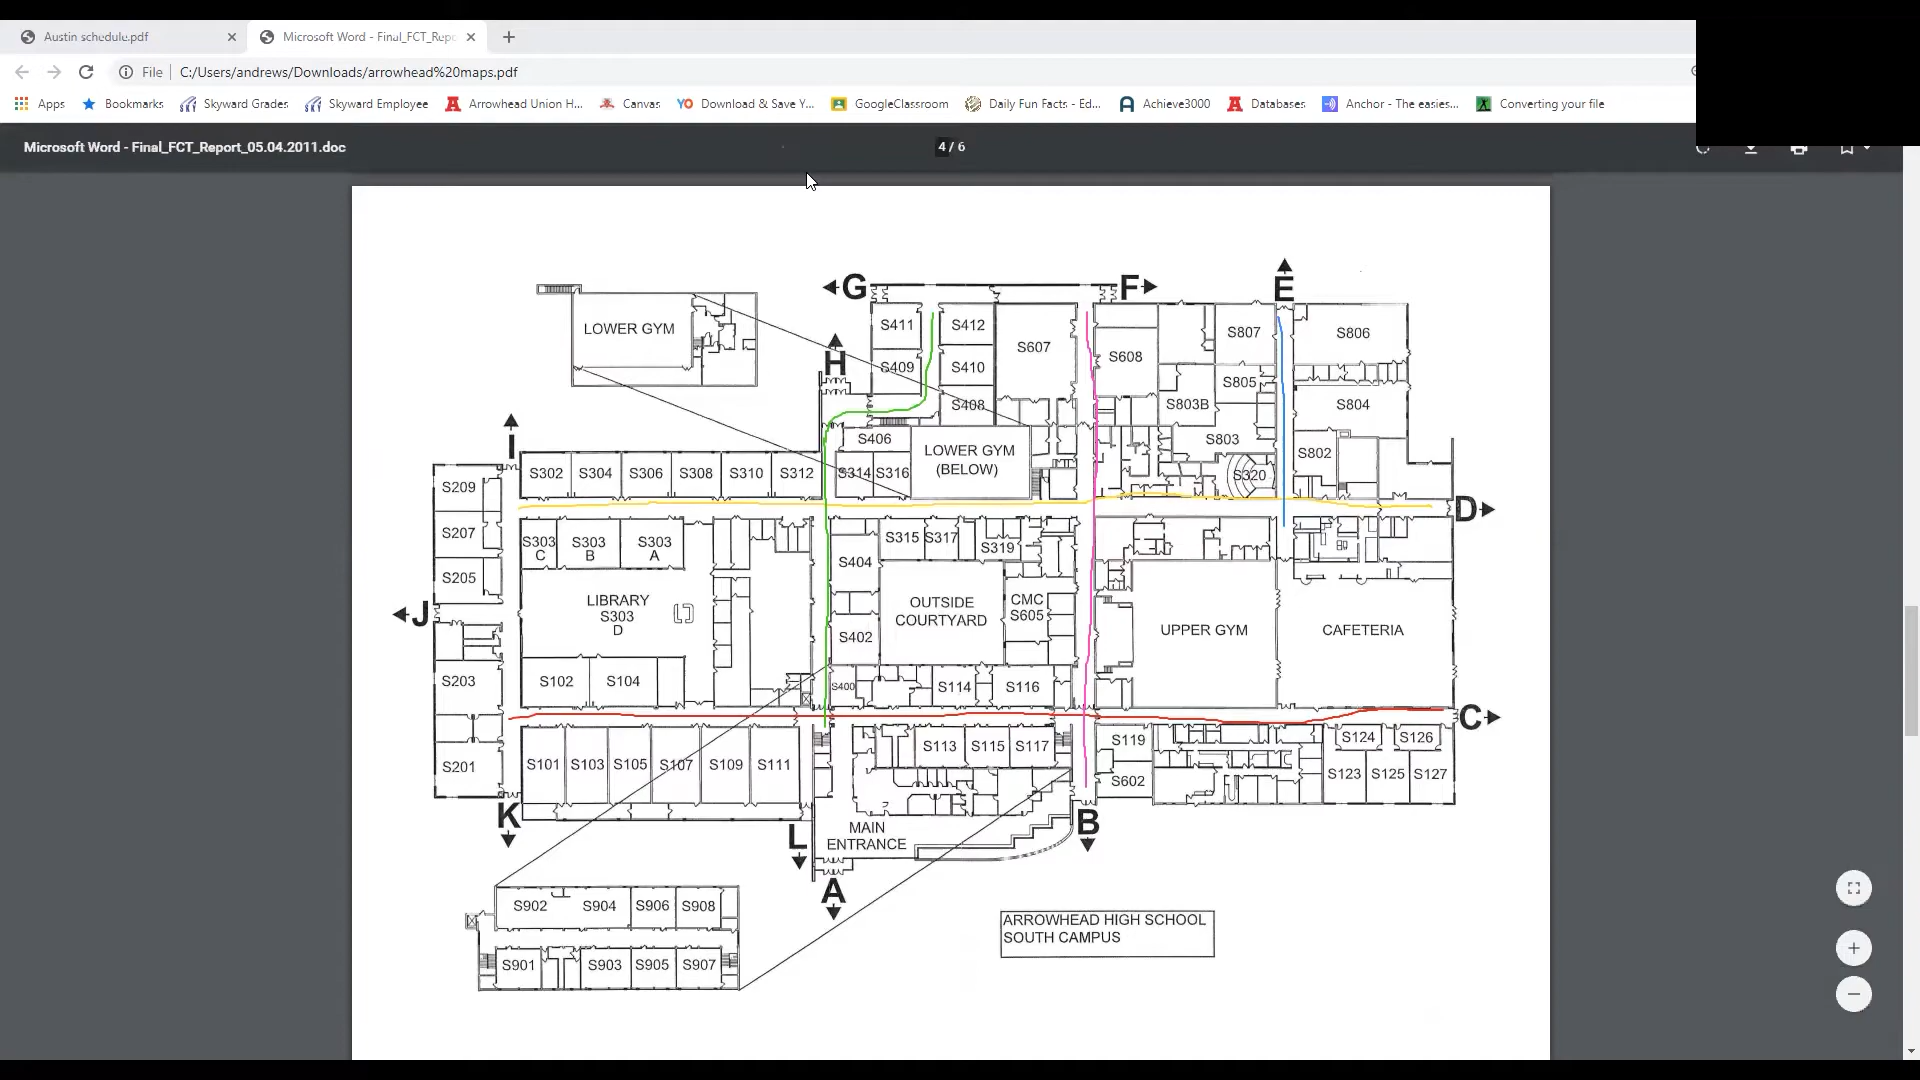 Austin schedule.pdf
Microsoft Word - Final_FCT_Repo
File
C:/Users/andrews/Downloads/arrowhead%20maps.pdf
Apps
Bookmarks
Skyward Grades
Skyward Employee
Arrowhead Union H...
Canvas
YO Download & Save Y...
GoogleClassroom
Daily Fun Facts - Ed...
Achieve3000
Databases
Anchor - The easies...
Converting your file
Microsoft Word - Final_FCT_Report_05.04.2011.doc
4 / 6
G
F
E
LOWER GYM
S411
S412
S607
S608
S807
S806
H
S409
S410
S408
S805
S803B
S804
I
S406
S803
S302
S304
S306
S308
S310
S312
S314
S316
LOWER GYM
(BELOW)
S320
S802
S209
D
S207
S205
S303
C
S303
B
S303
A
S315
S317
S319
S404
LIBRARY
S303
D
OUTSIDE
COURTYARD
CMC
S605
UPPER GYM
CAFETERIA
J
S402
S203
S102
S104
S400
S114
S116
C
S201
S101
S103
S105
S107
S109
S111
S113
S115
S117
S119
S602
S124
S126
S123
S125
S127
K
L
MAIN
ENTRANCE
B
A
S902
S904
S906
S908
S901
S903
S905
S907
ARROWHEAD HIGH SCHOOL
SOUTH CAMPUS